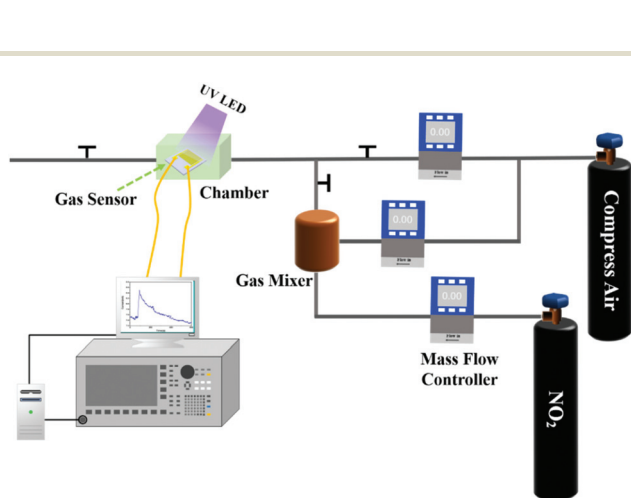 UV LED
0.00
Gas Sensor
Chamber
0.00
Gas Mixer
0.00
Mass Flow
Controller
Compress Air
NO₂